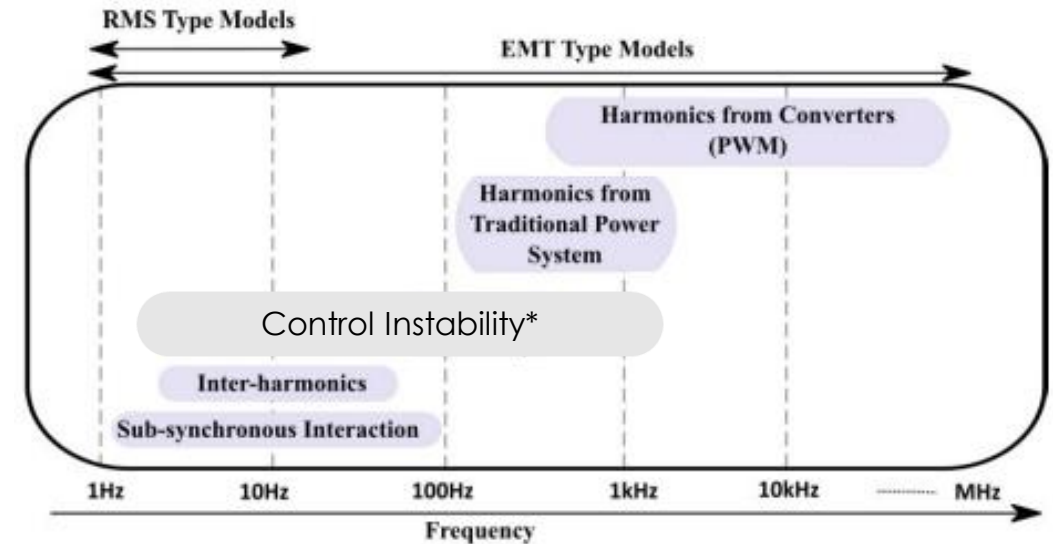 RMS Type Models
EMT Type Models
Harmonics from Converters
(PWM)
Harmonics from
Traditional Power
System
Control Instability*
Inter-harmonics
Sub-synchronous Interaction
1Hz 10Hz 100Hz 1kHz 10kHz MHz
Frequency